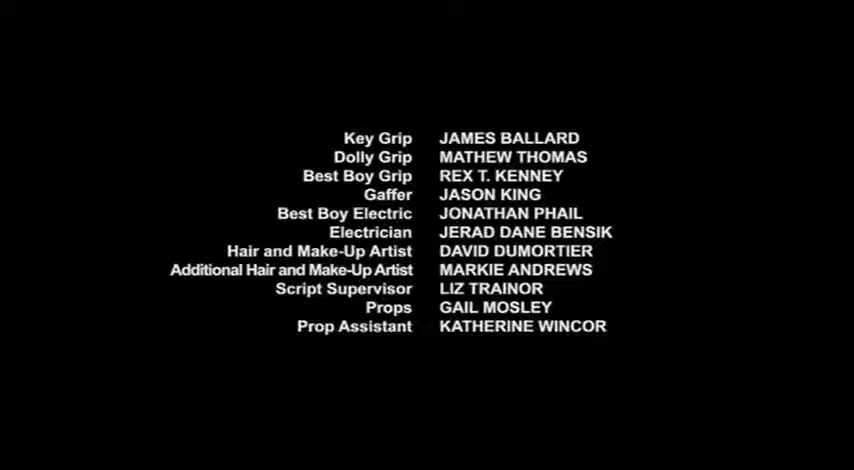 Key Grip JAMES BALLARD
Dolly Grip MATHEW THOMAS
Best Boy Grip REX T. KENNEY
Gaffer JASON KING
Best Boy Electric JONATHAN PHAIL
Electrician JERAD DANE BENSIK
Hair and Make-Up Artist DAVID DUMORTIER
Additional Hair and Make-Up Artist MARKIE ANDREWS
Script Supervisor LIZ TRAINOR
Props GAIL MOSLEY
Prop Assistant KATHERINE WINCOR